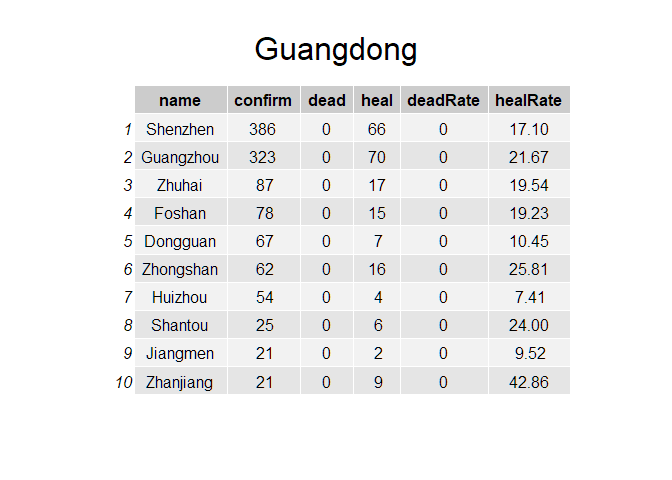 Guangdong
name confirm dead heal deadRate healRate
1 Shenzhen 386 0 66 0 17.10
2 Guangzhou 323 0 70 0 21.67
3 Zhuhai 87 0 17 0 19.54
4 Foshan 78 0 15 0 19.23
5 Dongguan 67 0 7 0 10.45
6 Zhongshan 62 0 16 0 25.81
7 Huizhou 54 0 4 0 7.41
8 Shantou 25 0 6 0 24.00
9 Jiangmen 21 0 2 0 9.52
10 Zhanjiang 21 0 9 0 42.86